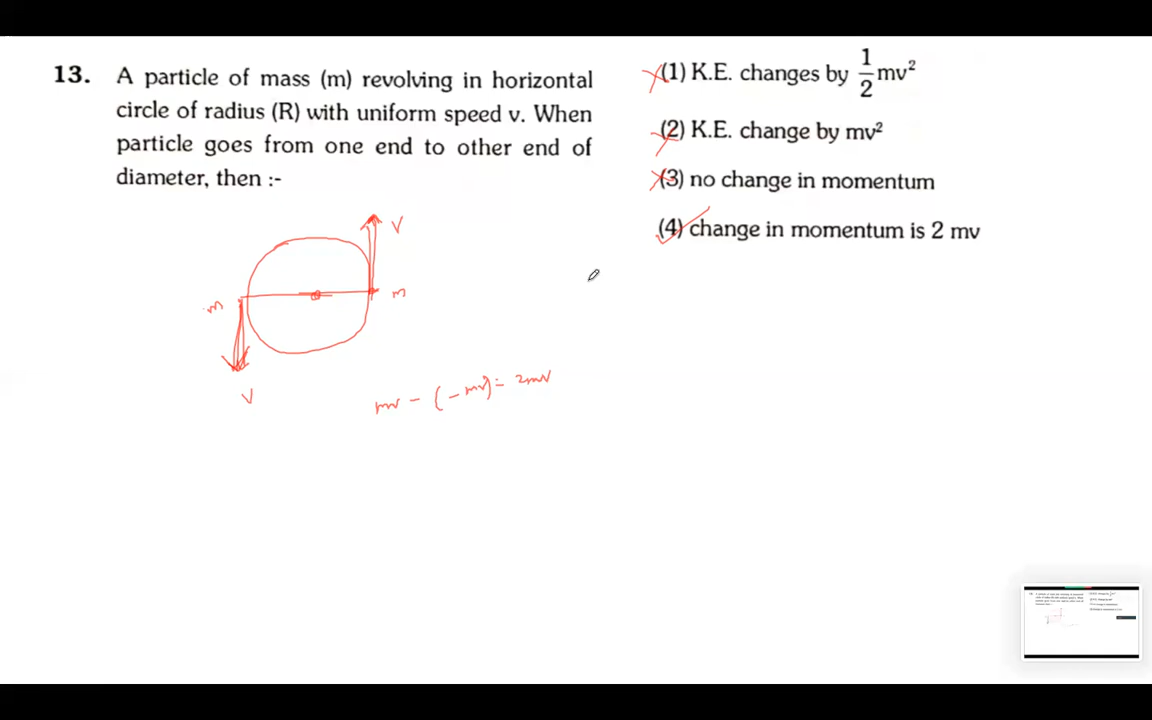 13. A particle of mass (m) revolving in horizontal
circle of radius (R) with uniform speed v. When
particle goes from one end to other end of
diameter, then :-
(1) K.E. changes by 1/2 mv²
(2) K.E. change by mv²
(3) no change in momentum
(4) change in momentum is 2 mv
V
m
m
V
mv - (-mv) = 2mv